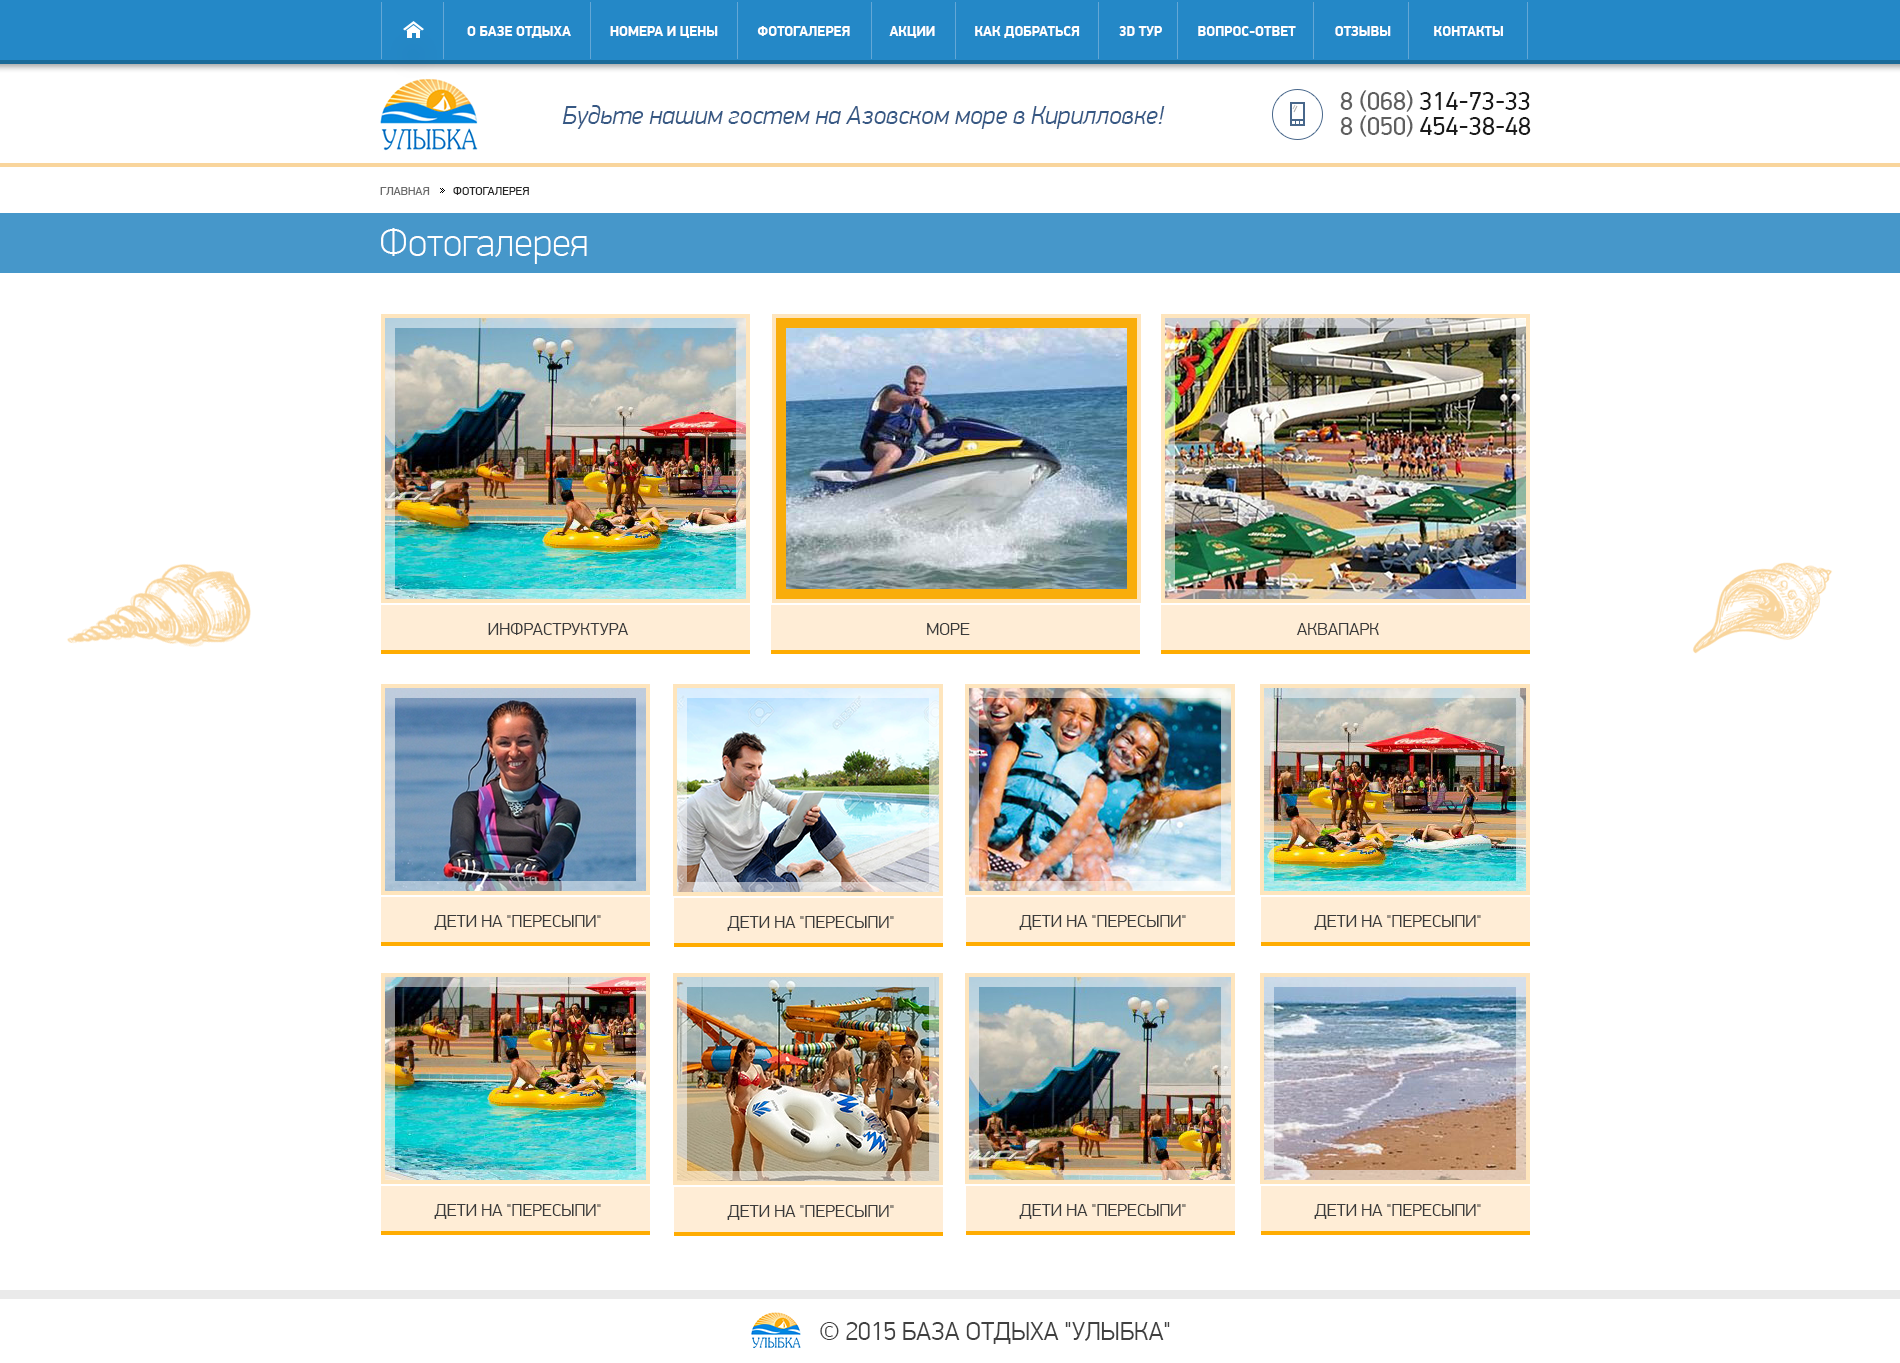 О БАЗЕ ОТДЫХА НОМЕРА И ЦЕНЫ ФОТОГАЛЕРЕЯ АКЦИИ КАК ДОБРАТЬСЯ 3D ТУР ВОПРОС-ОТВЕТ ОТЗЫВЫ КОНТАКТЫ
УЛЫБКА
Будьте нашим гостем на Азовском море в Кирилловке!
8 (068) 314-73-33
8 (050) 454-38-48
ГЛАВНАЯ » ФОТОГАЛЕРЕЯ
Фотогалерея
Coca-Cola
ИНФРАСТРУКТУРА МОРЕ АКВАПАРК
ДЕТИ НА "ПЕРЕСЫПИ" ДЕТИ НА "ПЕРЕСЫПИ" ДЕТИ НА "ПЕРЕСЫПИ" ДЕТИ НА "ПЕРЕСЫПИ"
ДЕТИ НА "ПЕРЕСЫПИ" ДЕТИ НА "ПЕРЕСЫПИ" ДЕТИ НА "ПЕРЕСЫПИ" ДЕТИ НА "ПЕРЕСЫПИ"
УЛЫБКА
© 2015 БАЗА ОТДЫХА "УЛЫБКА"